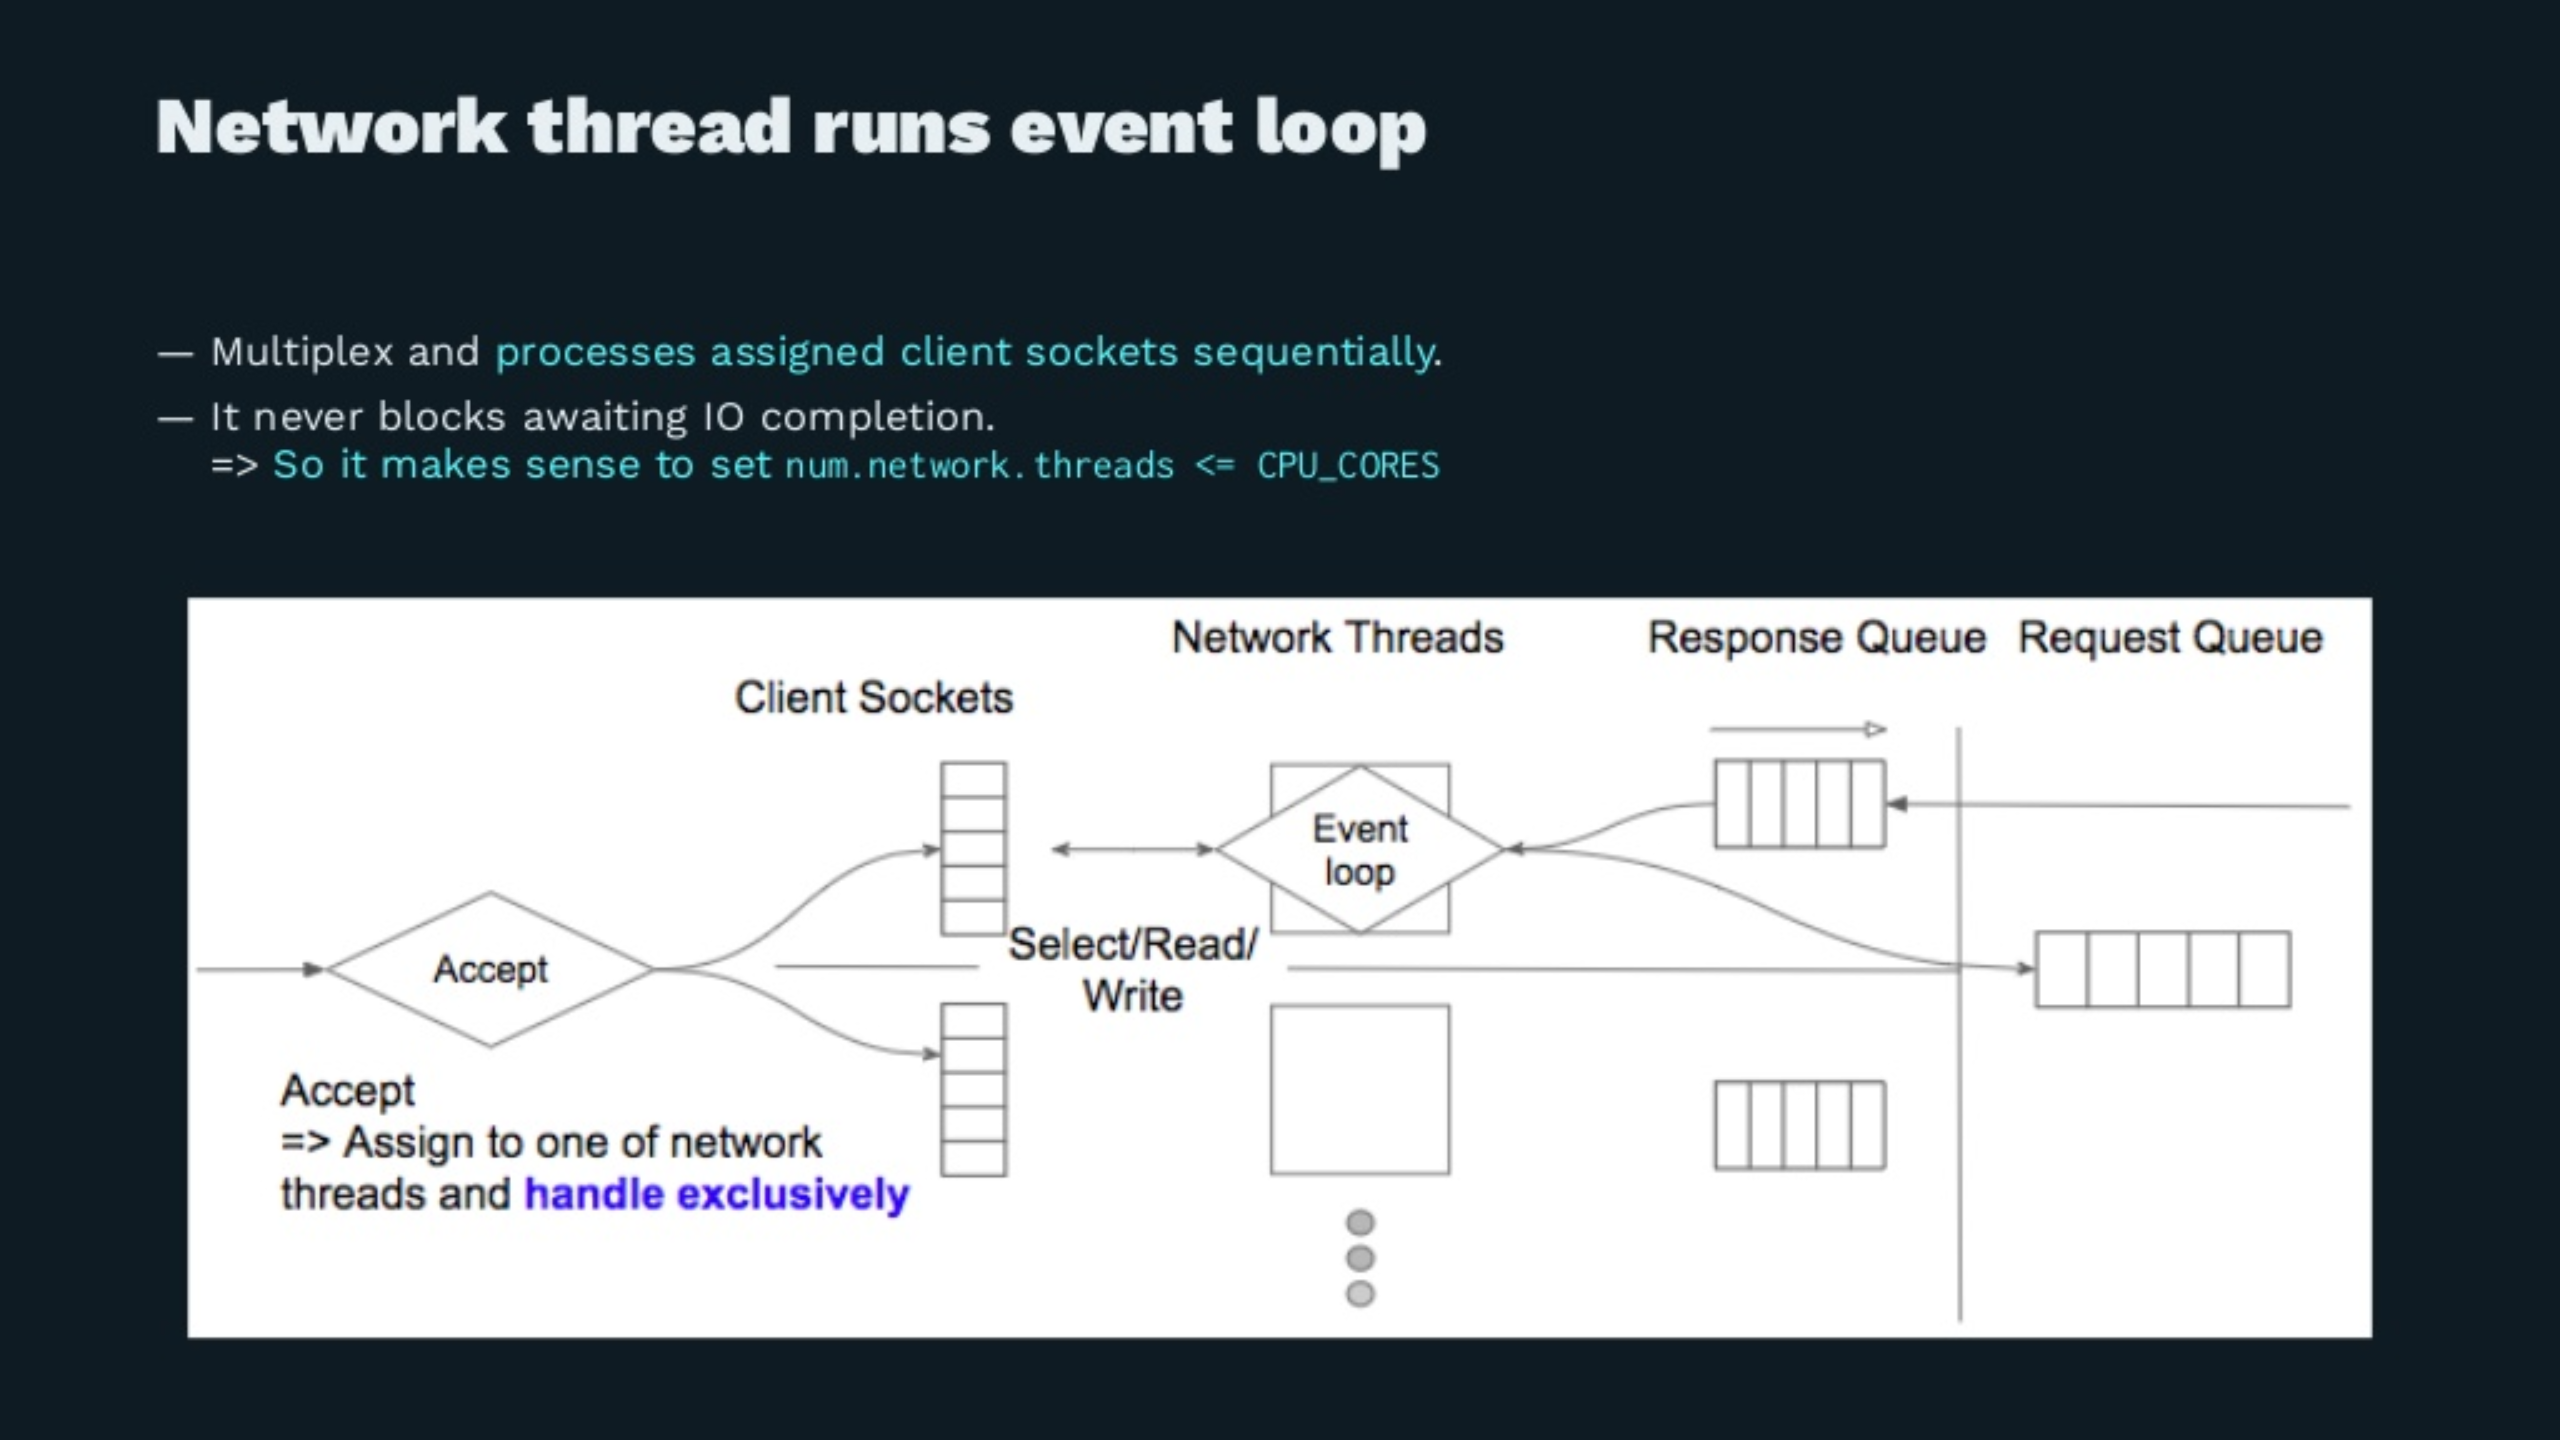 Network thread runs event loop
— Multiplex and processes assigned client sockets sequentially.
— It never blocks awaiting IO completion.
=> So it makes sense to set num.network.threads <= CPU_CORES
Network Threads
Response Queue
Request Queue
Client Sockets
Event
loop
Accept
Select/Read/
Write
Accept
=> Assign to one of network
threads and handle exclusively